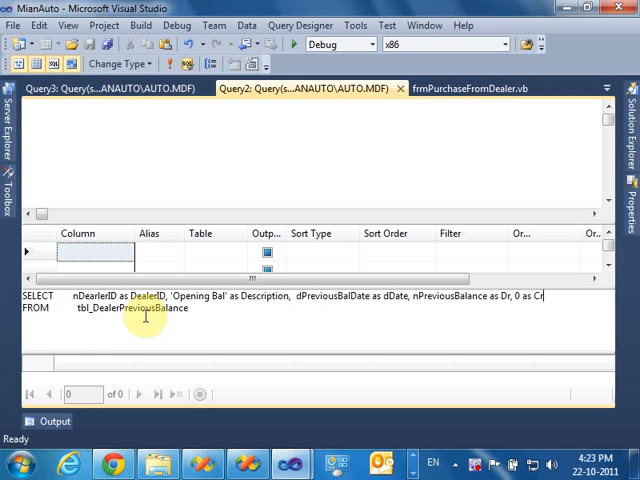 MianAuto - Microsoft Visual Studio
File Edit View Project Build Debug Team Data Query Designer Tools Test
Window Help
Debug x86
Change Type
Query3: Query(s...ANAUTO\AUTO.MDF) Query2: Query(s...ANAUTO\AUTO.MDF) frmPurchaseFromDealer.vb
Server Explorer
Toolbox
Solution Explorer
Properties
Column Alias Table Outp... Sort Type Sort Order Filter Or... Or...
SELECT nDearlerID as DealerID, 'Opening Bal' as Description, dPreviousBalDate as dDate, nPreviousBalance as Dr, 0 as Cr
FROM tbl_DealerPreviousBalance
0 of 0
Output
Ready
EN 4:23 PM
22-10-2011